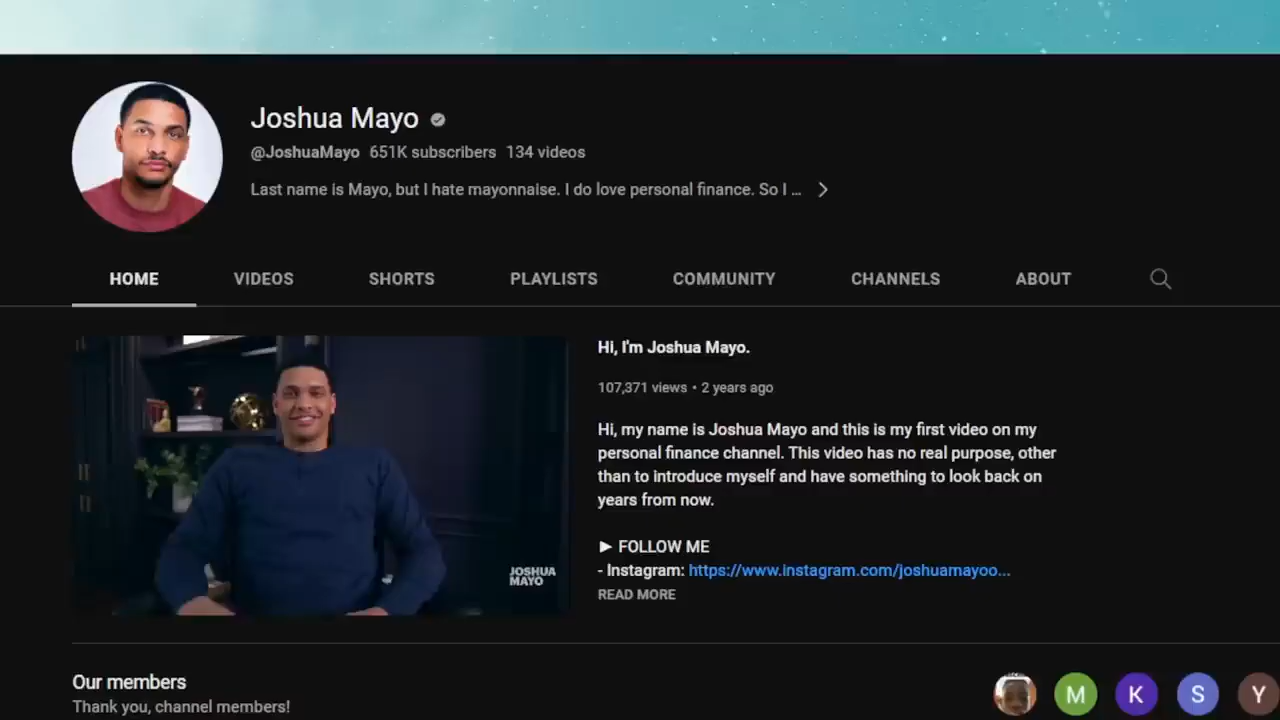 Joshua Mayo
@JoshuaMayo 651K subscribers 134 videos
Last name is Mayo, but I hate mayonnaise. I do love personal finance. So I ...
HOME VIDEOS SHORTS PLAYLISTS COMMUNITY CHANNELS ABOUT
Hi, I'm Joshua Mayo.
107,371 views • 2 years ago
Hi, my name is Joshua Mayo and this is my first video on my
personal finance channel. This video has no real purpose, other
than to introduce myself and have something to look back on
years from now.
► FOLLOW ME
- Instagram: https://www.instagram.com/joshuamayoo...
READ MORE
JOSHUA
MAYO
Our members
Thank you, channel members!
M K S Y